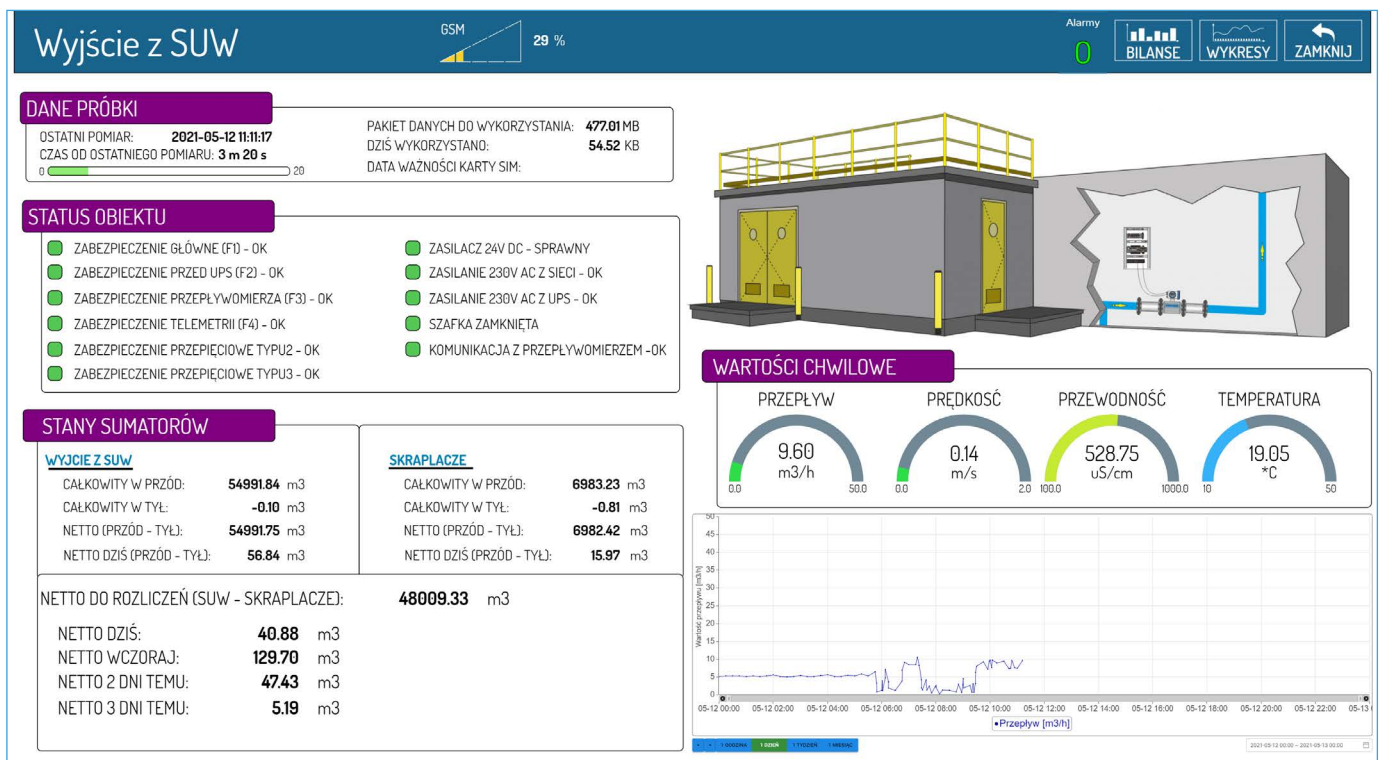 Wyjście z SUW
GSM
29 %
Alarmy
0
BILANSE
WYKRESY
ZAMKNIJ
DANE PRÓBKI
OSTATNI POMIAR: 2021-05-12 11:11:17
CZAS OD OSTATNIEGO POMIARU: 3 m 20 s
0 20
PAKIET DANYCH DO WYKORZYSTANIA: 477.01 MB
DZIŚ WYKORZYSTANO: 54.52 KB
DATA WAŻNOŚCI KARTY SIM:
STATUS OBIEKTU
ZABEZPIECZENIE GŁÓWNE (F1) - OK
ZABEZPIECZENIE PRZED UPS (F2) - OK
ZABEZPIECZENIE PRZEPŁYWOMIERZA (F3) - OK
ZABEZPIECZENIE TELEMETRII (F4) - OK
ZABEZPIECZENIE PRZEPIĘCIOWE TYPU2 - OK
ZABEZPIECZENIE PRZEPIĘCIOWE TYPU3 - OK
ZASILACZ 24V DC - SPRAWNY
ZASILANIE 230V AC Z SIECI - OK
ZASILANIE 230V AC Z UPS - OK
SZAFKA ZAMKNIĘTA
KOMUNIKACJA Z PRZEPŁYWOMIERZEM -OK
STANY SUMATORÓW
WYJCIE Z SUW
CAŁKOWITY W PRZÓD: 54991.84 m3
CAŁKOWITY W TYŁ: -0.10 m3
NETTO (PRZÓD - TYŁ): 54991.75 m3
NETTO DZIŚ (PRZÓD - TYŁ): 56.84 m3
SKRAPLACZE
CAŁKOWITY W PRZÓD: 6983.23 m3
CAŁKOWITY W TYŁ: -0.81 m3
NETTO (PRZÓD - TYŁ): 6982.42 m3
NETTO DZIŚ (PRZÓD - TYŁ): 15.97 m3
NETTO DO ROZLICZEŃ (SUW - SKRAPLACZE): 48009.33 m3
NETTO DZIŚ: 40.88 m3
NETTO WCZORAJ: 129.70 m3
NETTO 2 DNI TEMU: 47.43 m3
NETTO 3 DNI TEMU: 5.19 m3
WARTOŚCI CHWILOWE
PRZEPŁYW
9.60
m3/h
0.0 50.0
PRĘDKOŚĆ
0.14
m/s
0.0 2.0
PRZEWODNOŚĆ
528.75
uS/cm
100.0 1000.0
TEMPERATURA
19.05
*C
10 50
Wartość przepływu [m3/h]
50
45
40
35
30
25
20
15
10
5
0
05-12 00:00 05-12 02:00 05-12 04:00 05-12 06:00 05-12 08:00 05-12 10:00 05-12 12:00 05-12 14:00 05-12 16:00 05-12 18:00 05-12 20:00 05-12 22:00 05-13
Przepływ [m3/h]
1 GODZINA 1 DZIEŃ 1 TYDZIEŃ 1 MIESIĄC